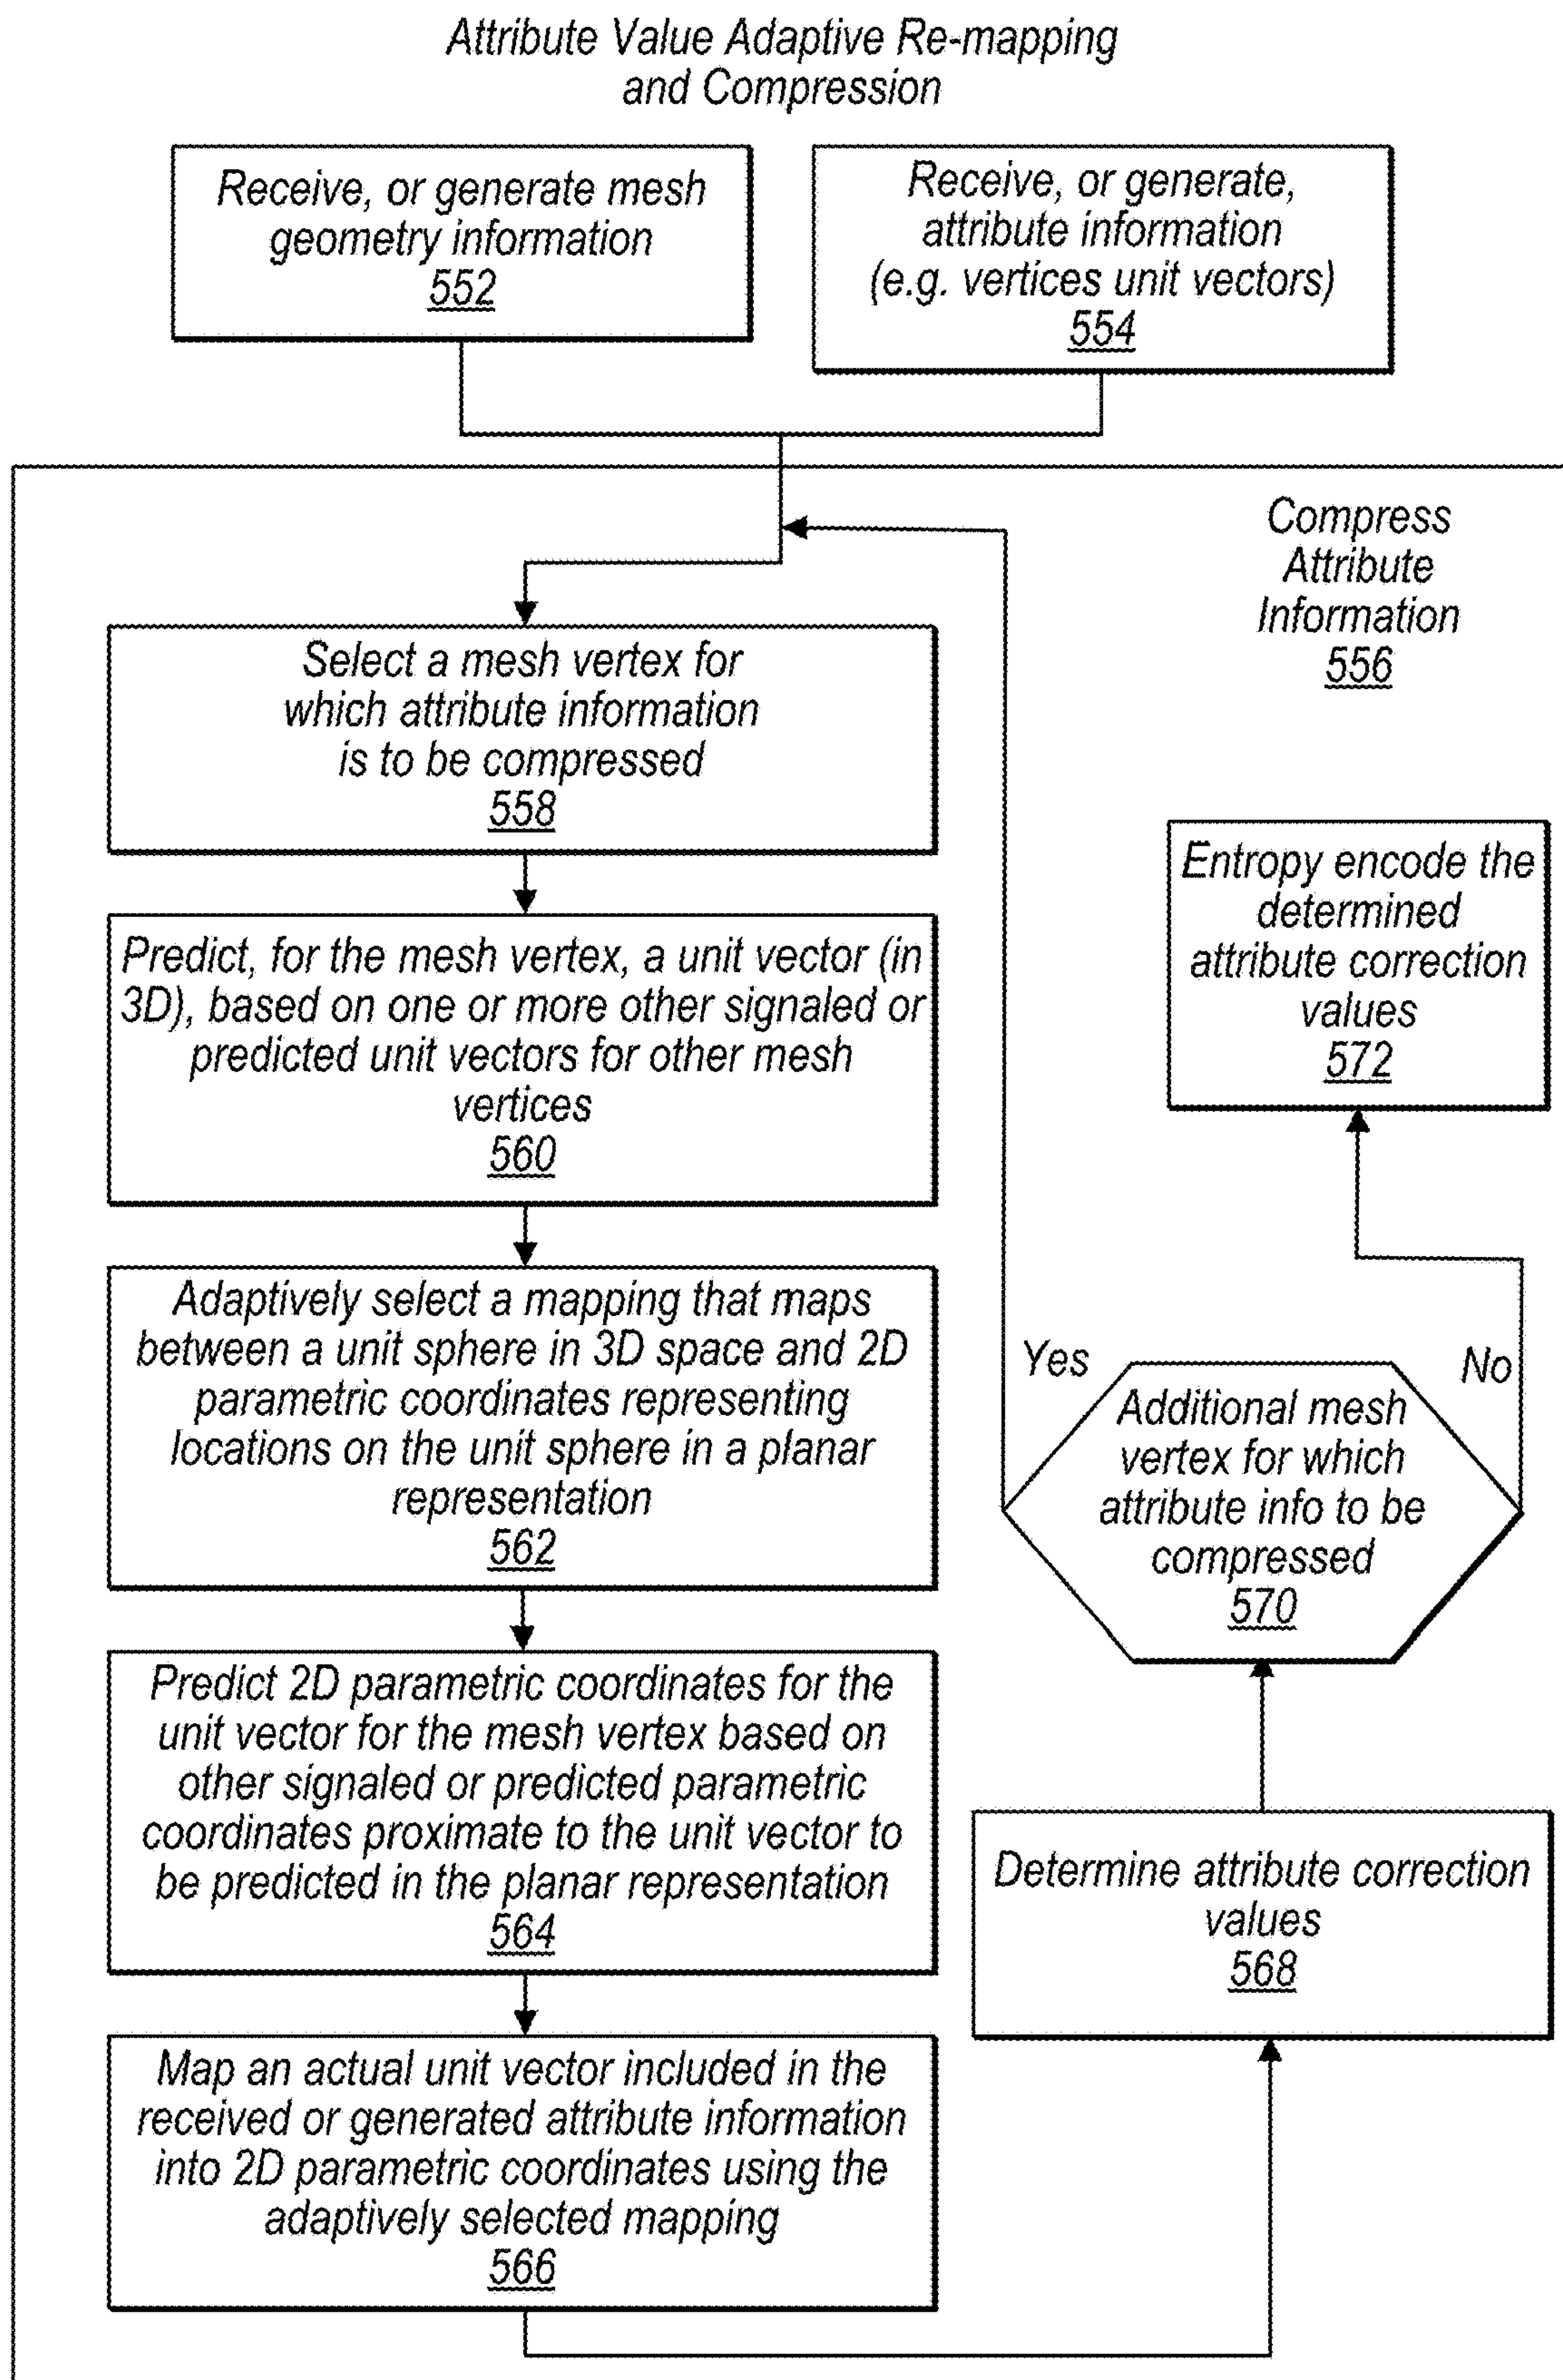 Attribute Value Adaptive Re-mapping
and Compression
Receive, or generate mesh
geometry information
552
Receive, or generate,
attribute information
(e.g. vertices unit vectors)
554
Compress
Attribute
Information
556
Select a mesh vertex for
which attribute information
is to be compressed
558
Predict, for the mesh vertex, a unit vector (in
3D), based on one or more other signaled or
predicted unit vectors for other mesh
vertices
560
Adaptively select a mapping that maps
between a unit sphere in 3D space and 2D
parametric coordinates representing
locations on the unit sphere in a planar
representation
562
Predict 2D parametric coordinates for the
unit vector for the mesh vertex based on
other signaled or predicted parametric
coordinates proximate to the unit vector to
be predicted in the planar representation
564
Map an actual unit vector included in the
received or generated attribute information
into 2D parametric coordinates using the
adaptively selected mapping
566
Determine attribute correction
values
568
Additional mesh
vertex for which
attribute info to be
compressed
570
Yes
No
Entropy encode the
determined
attribute correction
values
572